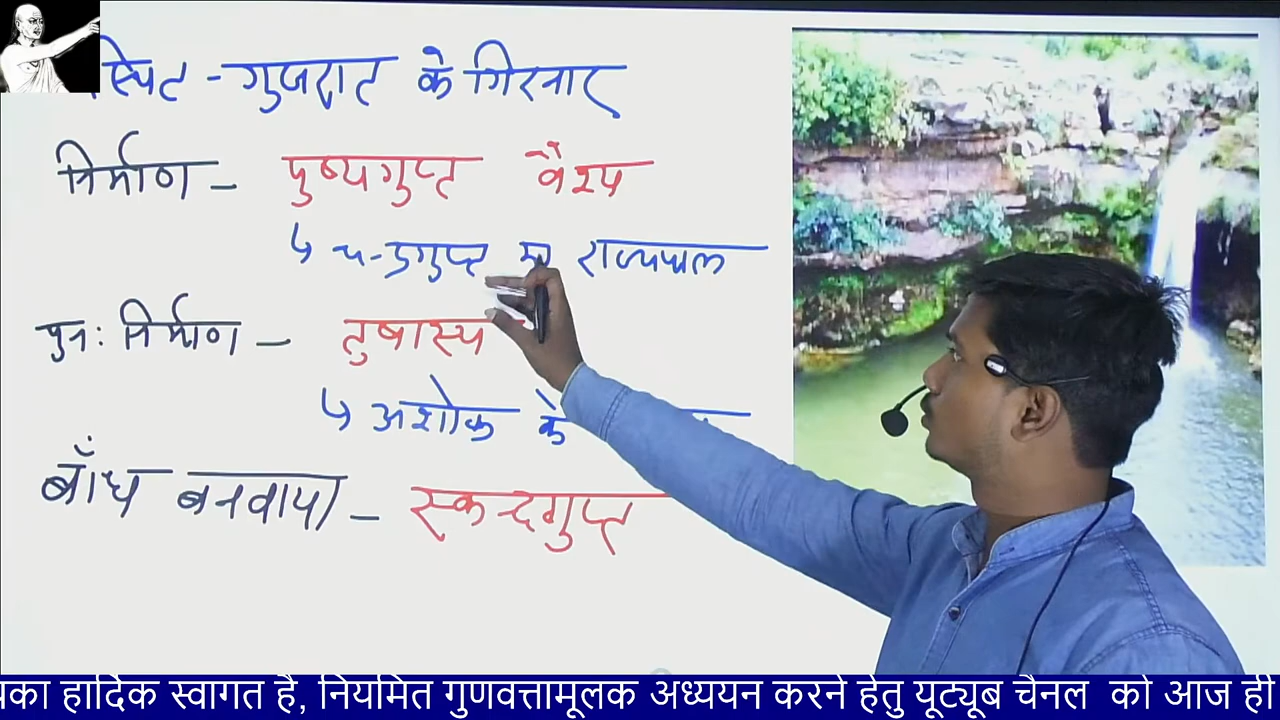 स्थित - गुजरात के गिरनार
निर्माण - पुष्यगुप्त वैश्य
↳ चन्द्रगुप्त का राज्यपाल
पुनः निर्माण - तुषास्प
↳ अशोक के
बाँध बनवाया - स्कन्दगुप्त
हार्दिक स्वागत है, नियमित गुणवत्तामूलक अध्ययन करने हेतु यूट्यूब चैनल को आज ही